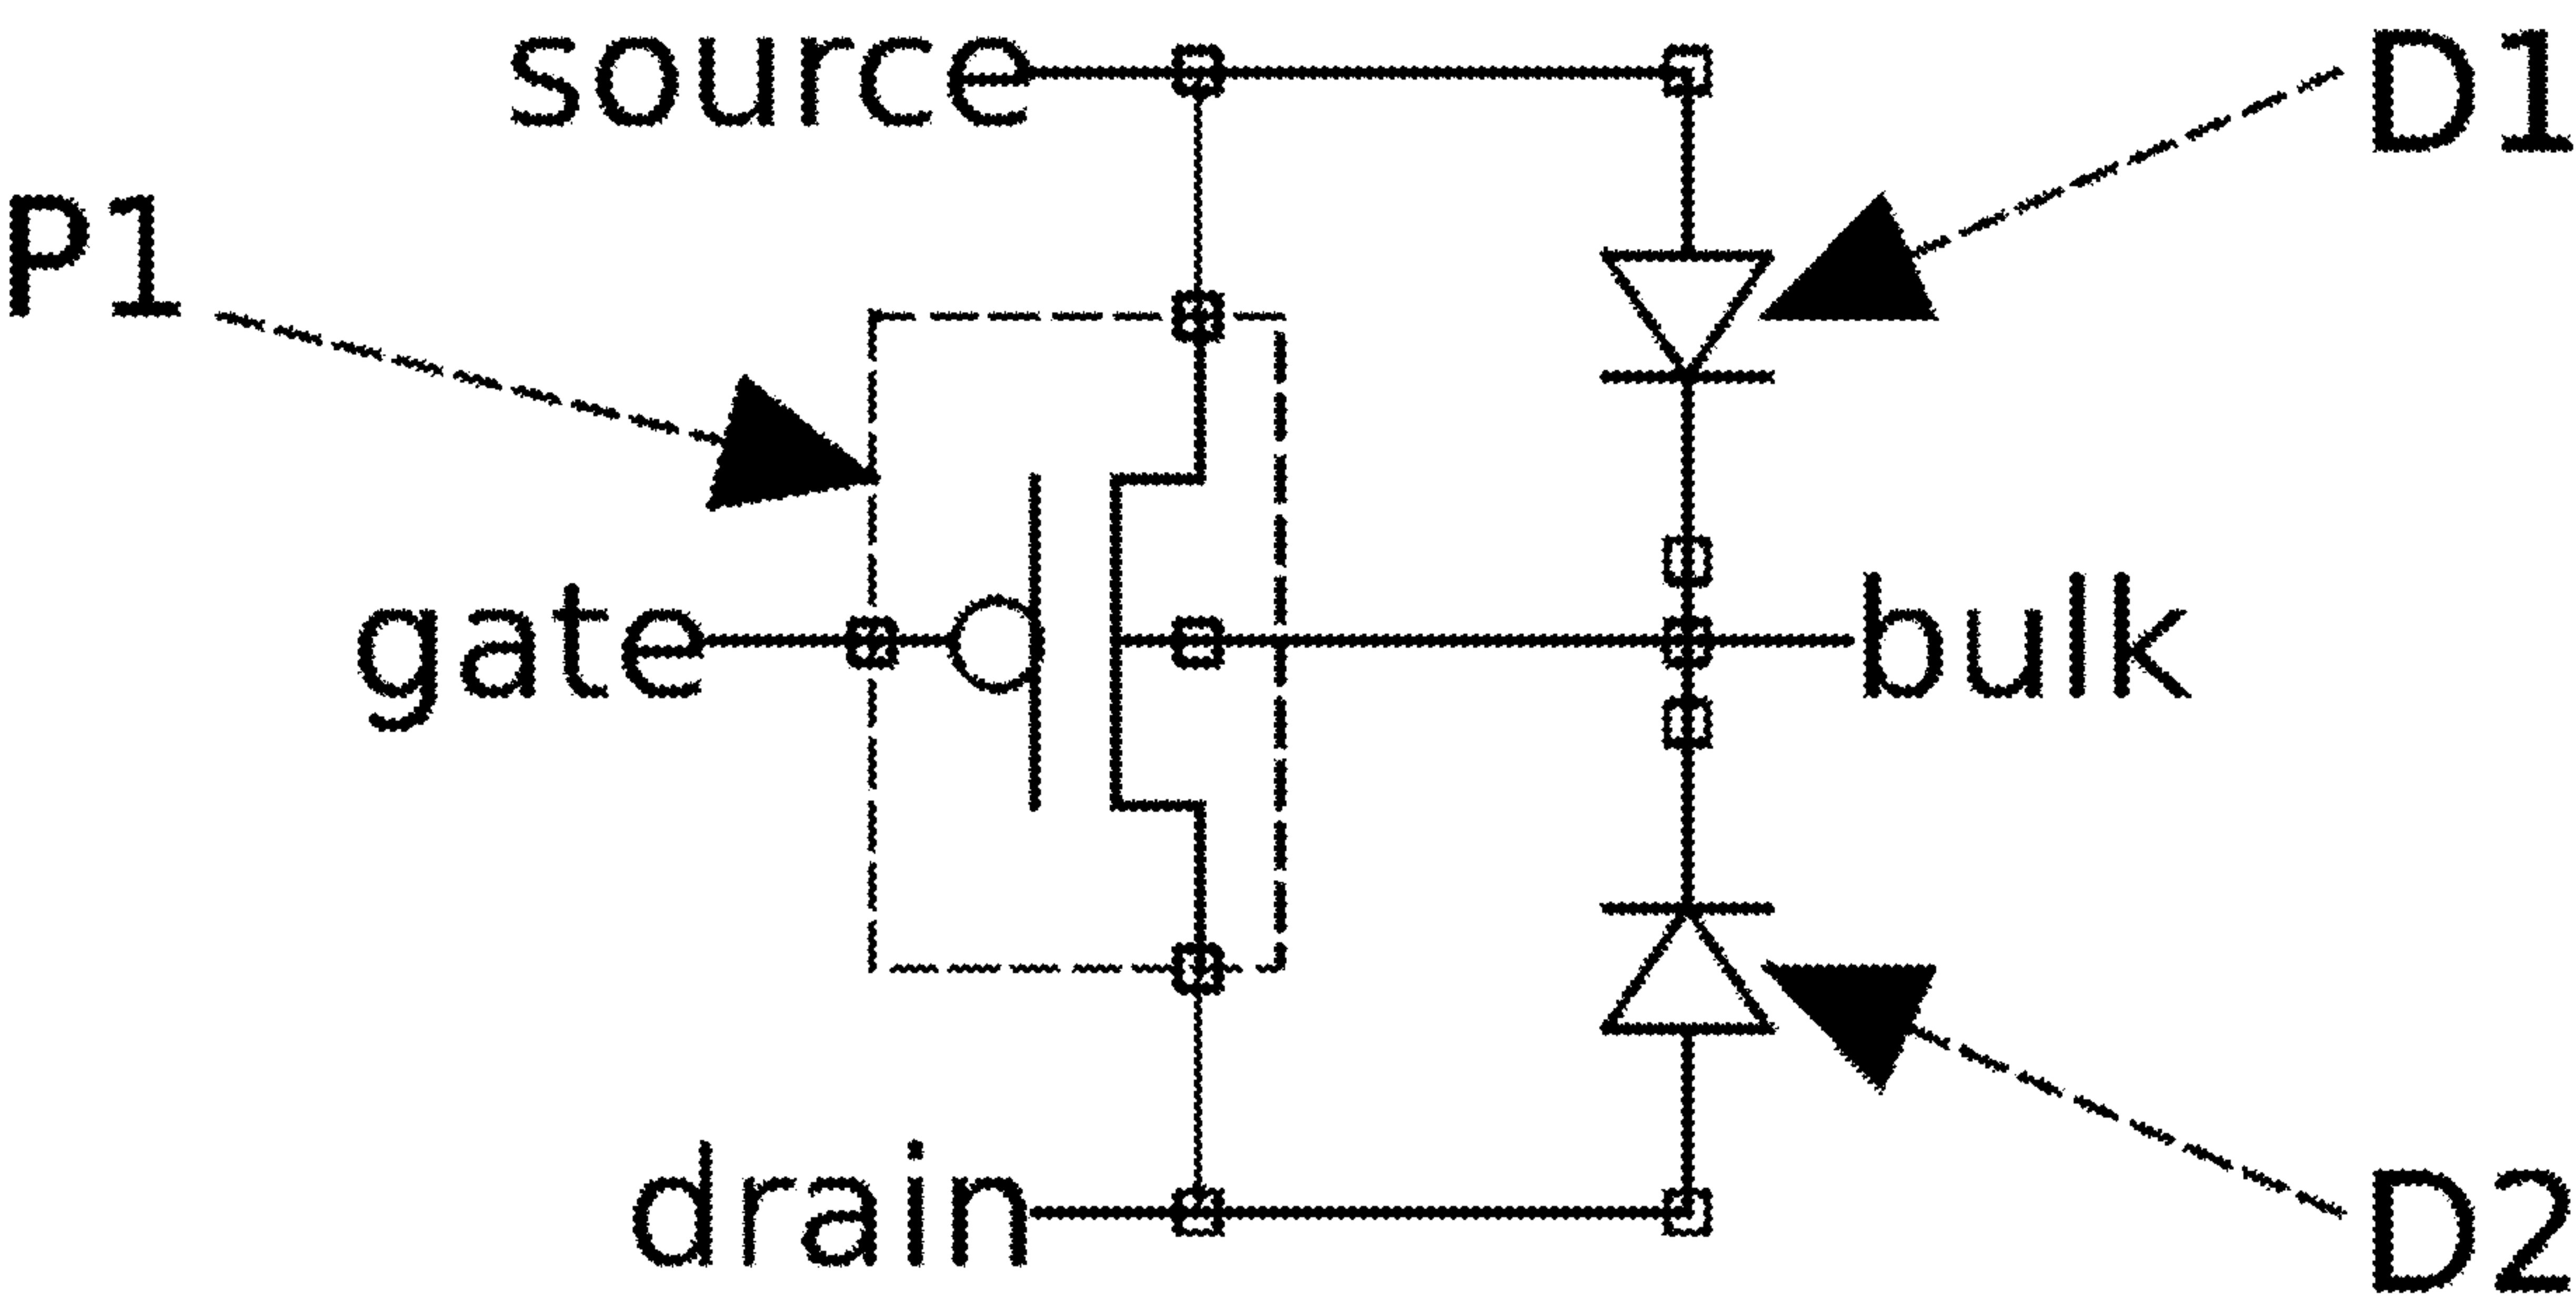 source
D1
P1
gate
bulk
drain
D2